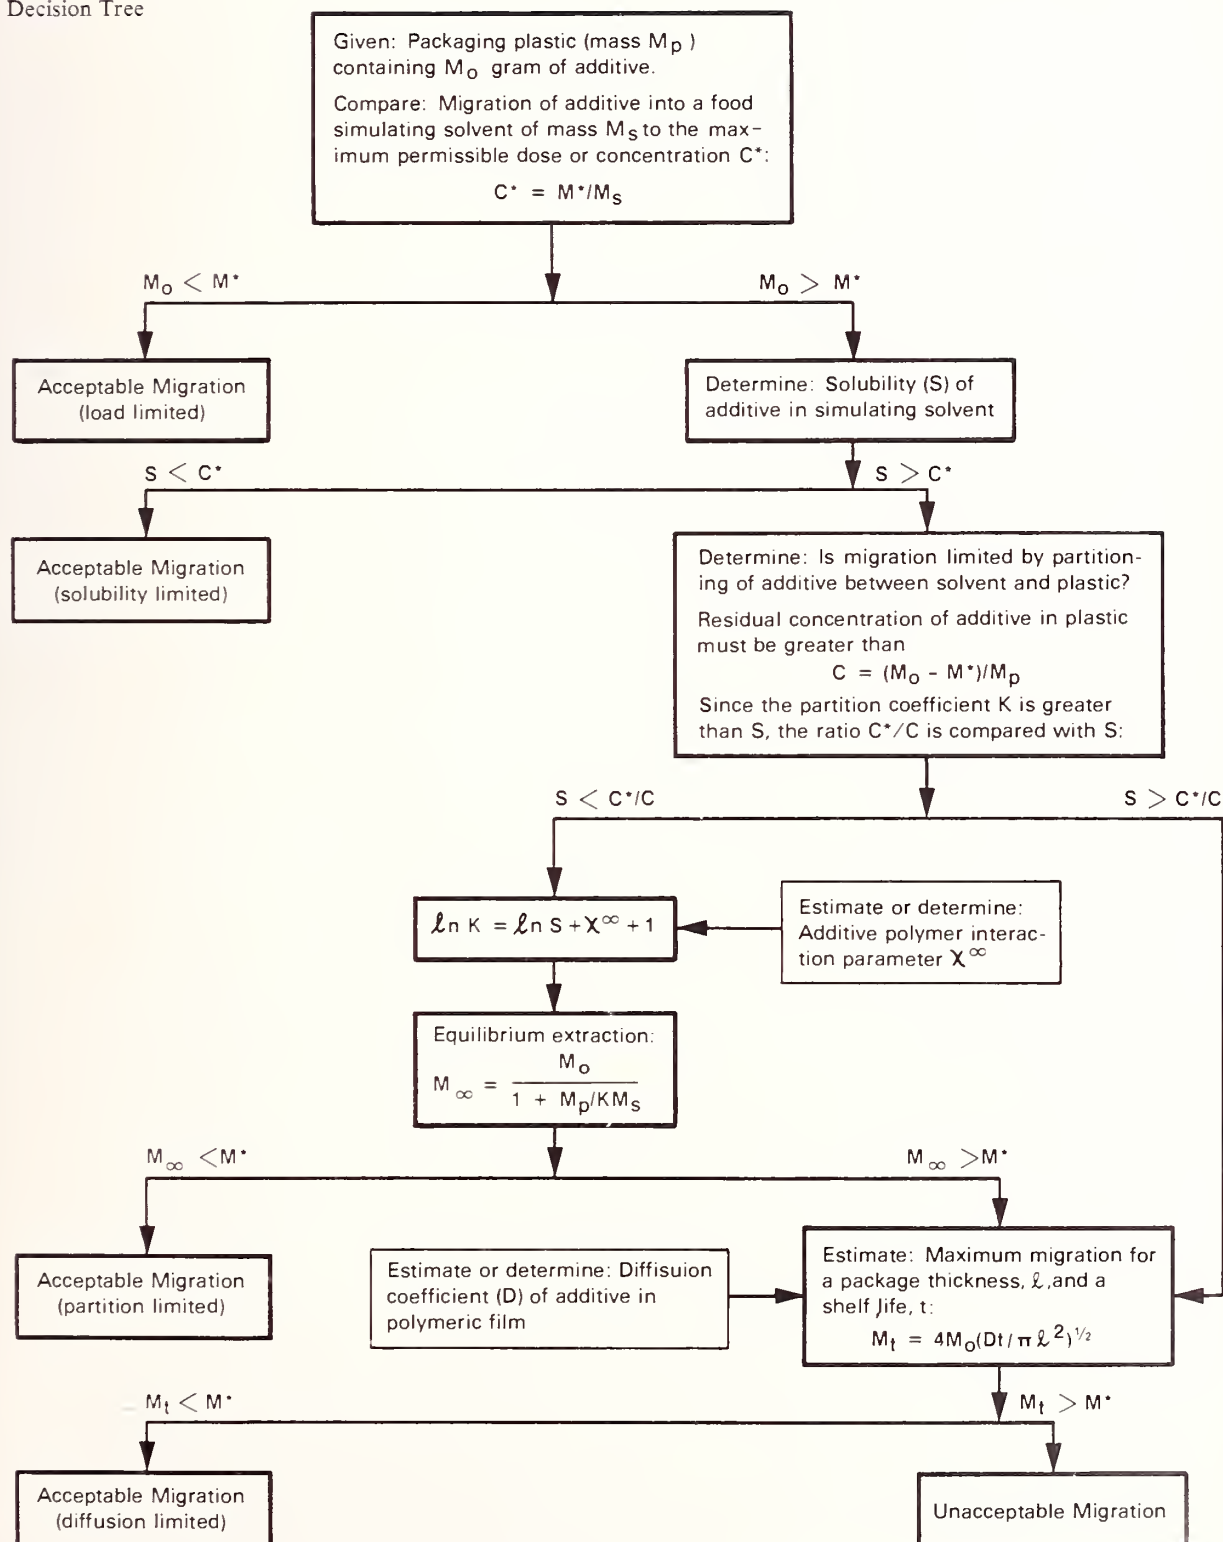 Decision Tree
Given: Packaging plastic (mass Mp )
containing Mo gram of additive.
Compare: Migration of additive into a food
simulating solvent of mass Ms to the max-
imum permissible dose or concentration C*:
C* = M*/Ms
Mo < M*
Mo > M*
Acceptable Migration
(load limited)
Determine: Solubility (S) of
additive in simulating solvent
S < C*
S > C*
Acceptable Migration
(solubility limited)
Determine: Is migration limited by partition-
ing of additive between solvent and plastic?
Residual concentration of additive in plastic
must be greater than
C = (Mo - M*)/Mp
Since the partition coefficient K is greater
than S, the ratio C*/C is compared with S:
S < C*/C
S > C*/C
ℓn K = ℓn S + χ∞ + 1
Estimate or determine:
Additive polymer interac-
tion parameter χ∞
Equilibrium extraction:
M∞ = Mo / 1 + Mp/KMs
M∞ <M*
M∞ >M*
Acceptable Migration
(partition limited)
Estimate or determine: Diffisuion
coefficient (D) of additive in
polymeric film
Estimate: Maximum migration for
a package thickness, ℓ,and a
shelf life, t:
Mt = 4Mo(Dt/πℓ²)½
Mt < M*
Mt > M*
Acceptable Migration
(diffusion limited)
Unacceptable Migration